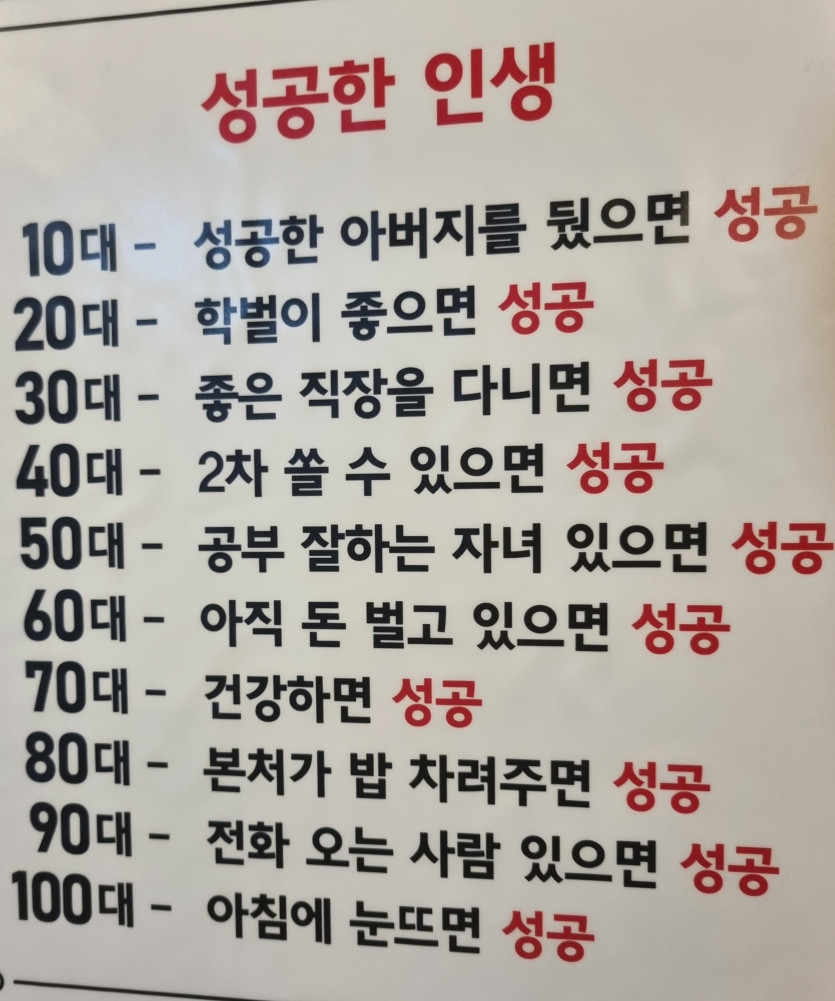 성공한 인생
10대 - 성공한 아버지를 뒀으면 성공
20대 - 학벌이 좋으면 성공
30대 - 좋은 직장을 다니면 성공
40대 - 2차 쏠 수 있으면 성공
50대 - 공부 잘하는 자녀 있으면 성공
60대 - 아직 돈 벌고 있으면 성공
70대 - 건강하면 성공
80대 - 본처가 밥 차려주면 성공
90대 - 전화 오는 사람 있으면 성공
100대 - 아침에 눈뜨면 성공